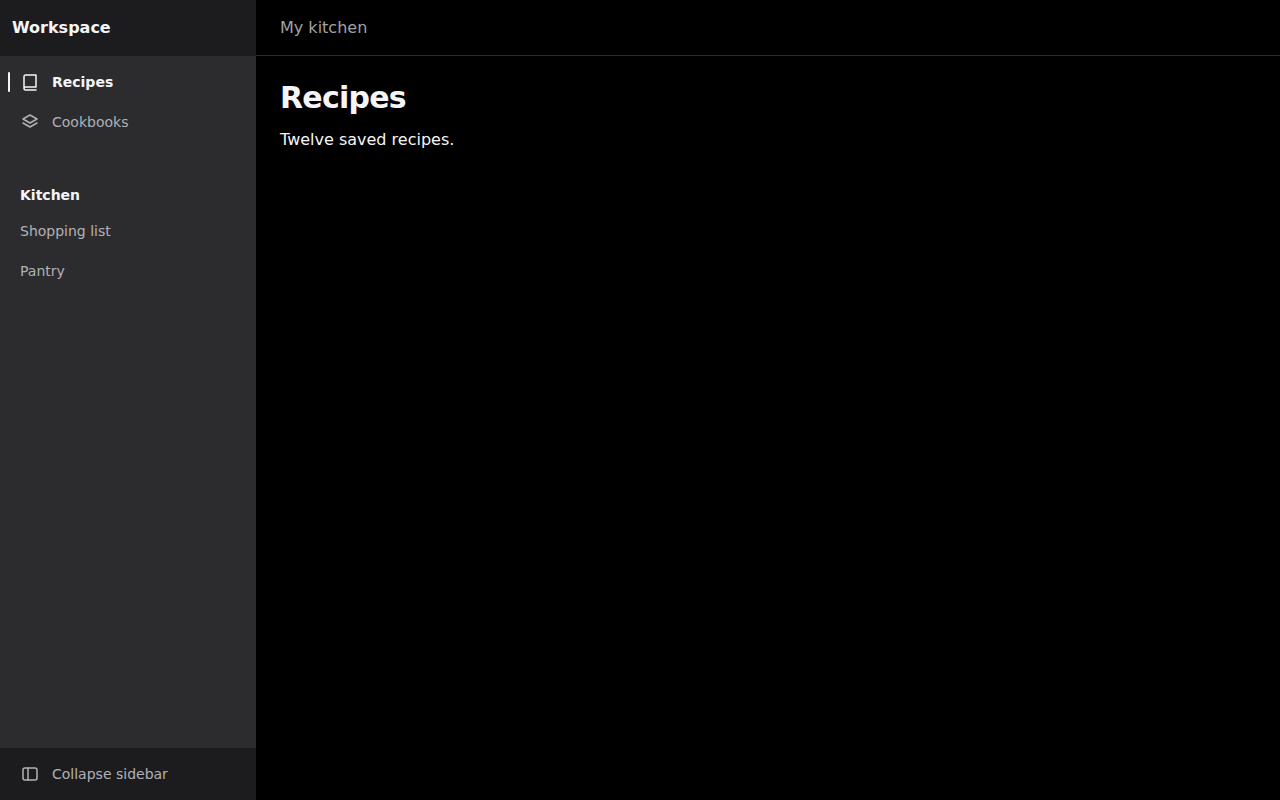 Workspace
Recipes
Cookbooks
Kitchen
Shopping list
Pantry
Collapse sidebar
My kitchen
Recipes
Twelve saved recipes.